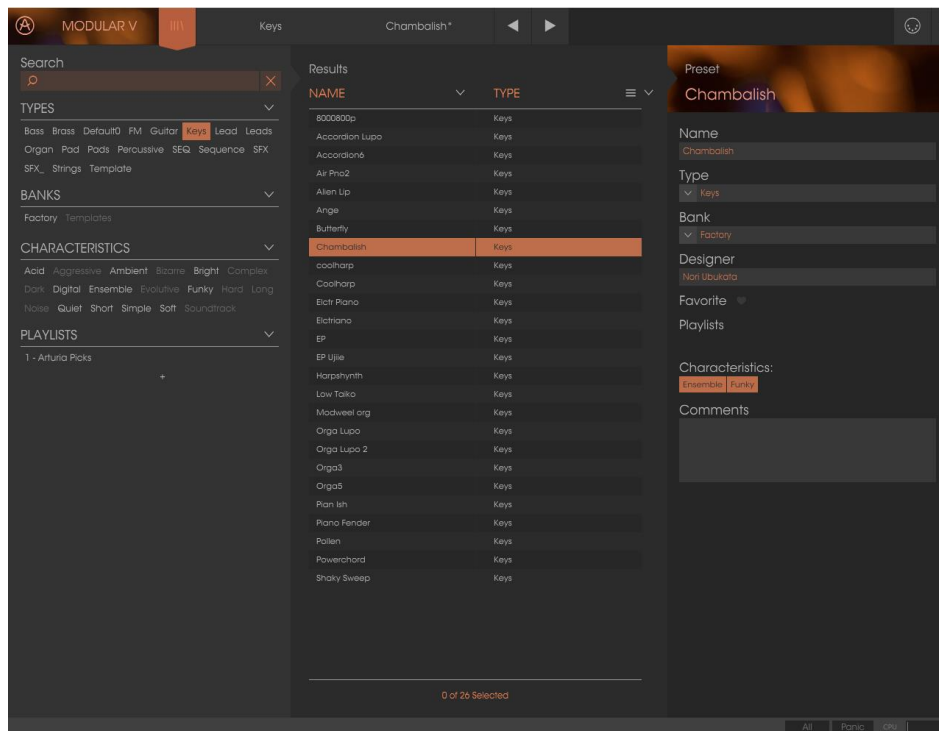 MODULAR V
Keys
Chambalish*
Search
TYPES
Bass Brass Default0 FM Guitar Keys Lead Leads
Organ Pad Pads Percussive SEQ Sequence SFX
SFX_ Strings Template
BANKS
Factory Templates
CHARACTERISTICS
Acid Aggressive Ambient Bizarre Bright Complex
Dark Digital Ensemble Evolutive Funky Hard Long
Noise Quiet Short Simple Soft Soundtrack
PLAYLISTS
1 - Arturia Picks
+
Results
NAME TYPE
8000800p Keys
Accordion Lupo Keys
Accordion6 Keys
Air Pno2 Keys
Alien Lip Keys
Ange Keys
Butterfly Keys
Chambalish Keys
coolharp Keys
Coolharp Keys
Elctr Piano Keys
Elctriano Keys
EP Keys
EP Ujiie Keys
Harpshynth Keys
Low Taiko Keys
Modweel org Keys
Orga Lupo Keys
Orga Lupo 2 Keys
Orga3 Keys
Orga5 Keys
Pian Ish Keys
Piano Fender Keys
Pollen Keys
Powerchord Keys
Shaky Sweep Keys
0 of 26 Selected
Preset
Chambalish
Name
Chambalish
Type
Keys
Bank
Factory
Designer
Nori Ubukata
Favorite
Playlists
Characteristics:
Ensemble Funky
Comments
All Panic CPU